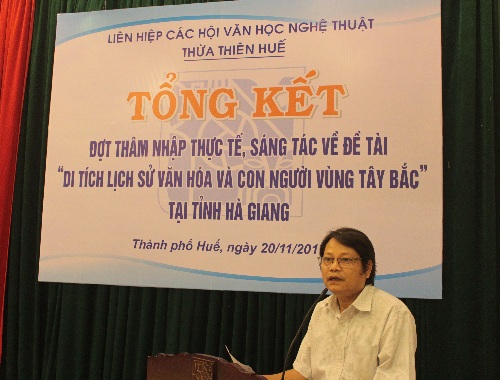 LIÊN HIỆP CÁC HỘI VĂN HỌC NGHỆ THUẬT
THỪA THIÊN HUẾ
TỔNG KẾT
ĐỢT THÂM NHẬP THỰC TẾ, SÁNG TÁC VỀ ĐỀ TÀI
"DI TÍCH LỊCH SỬ VĂN HÓA VÀ CON NGƯỜI VÙNG TÂY BẮC"
TẠI TỈNH HÀ GIANG
Thành phố Huế, ngày 20/11/201